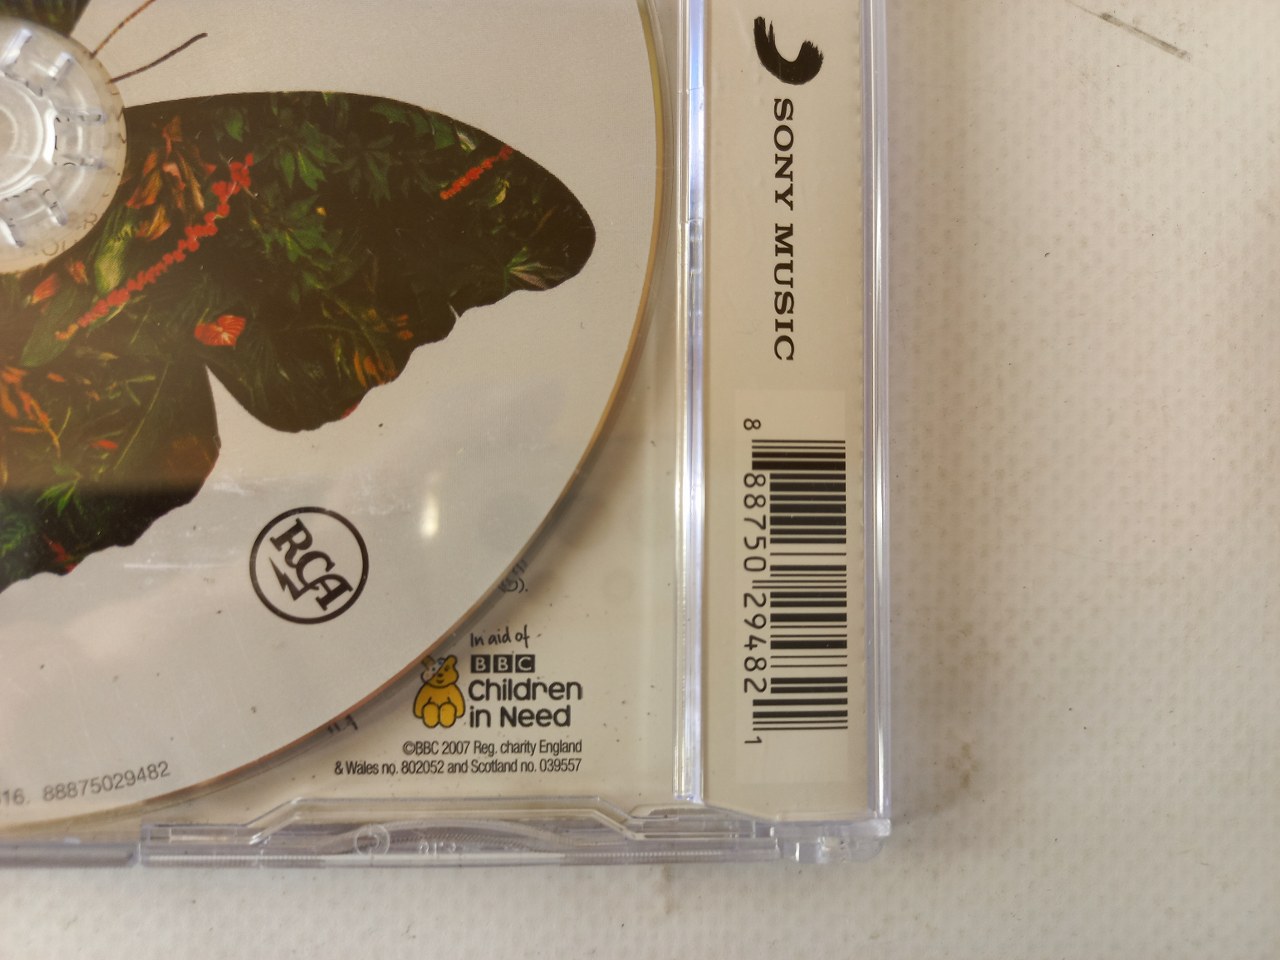 SONY MUSIC
8 88750 29482 1
RCA
In aid of
BBC
Children
in Need
©BBC 2007 Reg. charity England
& Wales no. 802052 and Scotland no. 039557
88875029482